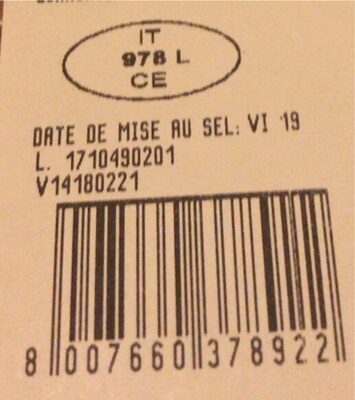 IT
978 L
CE
DATE DE MISE AU SEL: VI 19
L. 1710490201
V14180221
8 007660 378922